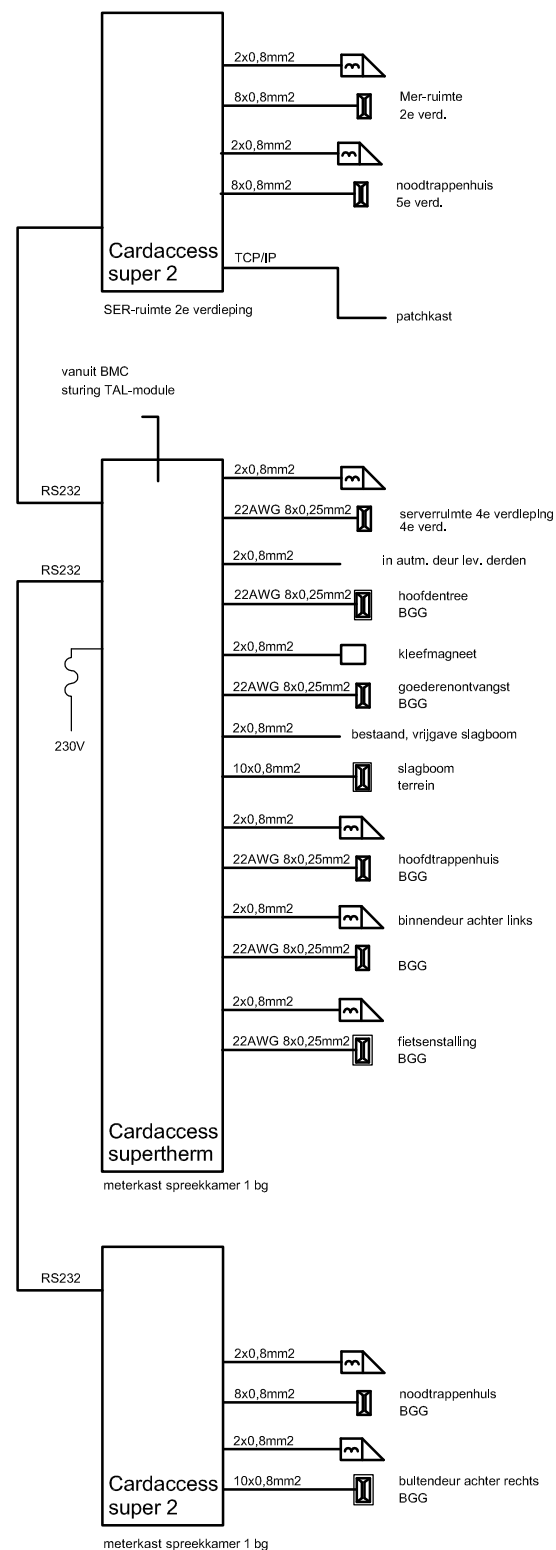 2x0,8mm2
8x0,8mm2
Mer-ruimte
2e verd.
2x0,8mm2
8x0,8mm2
noodtrappenhuis
5e verd.
Cardaccess
super 2
TCP/IP
SER-ruimte 2e verdieping
patchkast
vanuit BMC
sturing TAL-module
RS232
2x0,8mm2
22AWG 8x0,25mm2
serverrulmte 4e verdlepIng
4e verd.
RS232
2x0,8mm2
in autm. deur lev. derden
22AWG 8x0,25mm2
hoofdentree
BGG
2x0,8mm2
kleefmagneet
22AWG 8x0,25mm2
goederenontvangst
BGG
230V
2x0,8mm2
bestaand, vrijgave slagboom
10x0,8mm2
slagboom
terrein
2x0,8mm2
22AWG 8x0,25mm2
hoofdtrappenhuis
BGG
2x0,8mm2
binnendeur achter links
22AWG 8x0,25mm2
BGG
2x0,8mm2
22AWG 8x0,25mm2
fietsenstalling
BGG
Cardaccess
supertherm
meterkast spreekkamer 1 bg
RS232
2x0,8mm2
8x0,8mm2
noodtrappenhuls
BGG
2x0,8mm2
10x0,8mm2
bultendeur achter rechts
BGG
Cardaccess
super 2
meterkast spreekkamer 1 bg